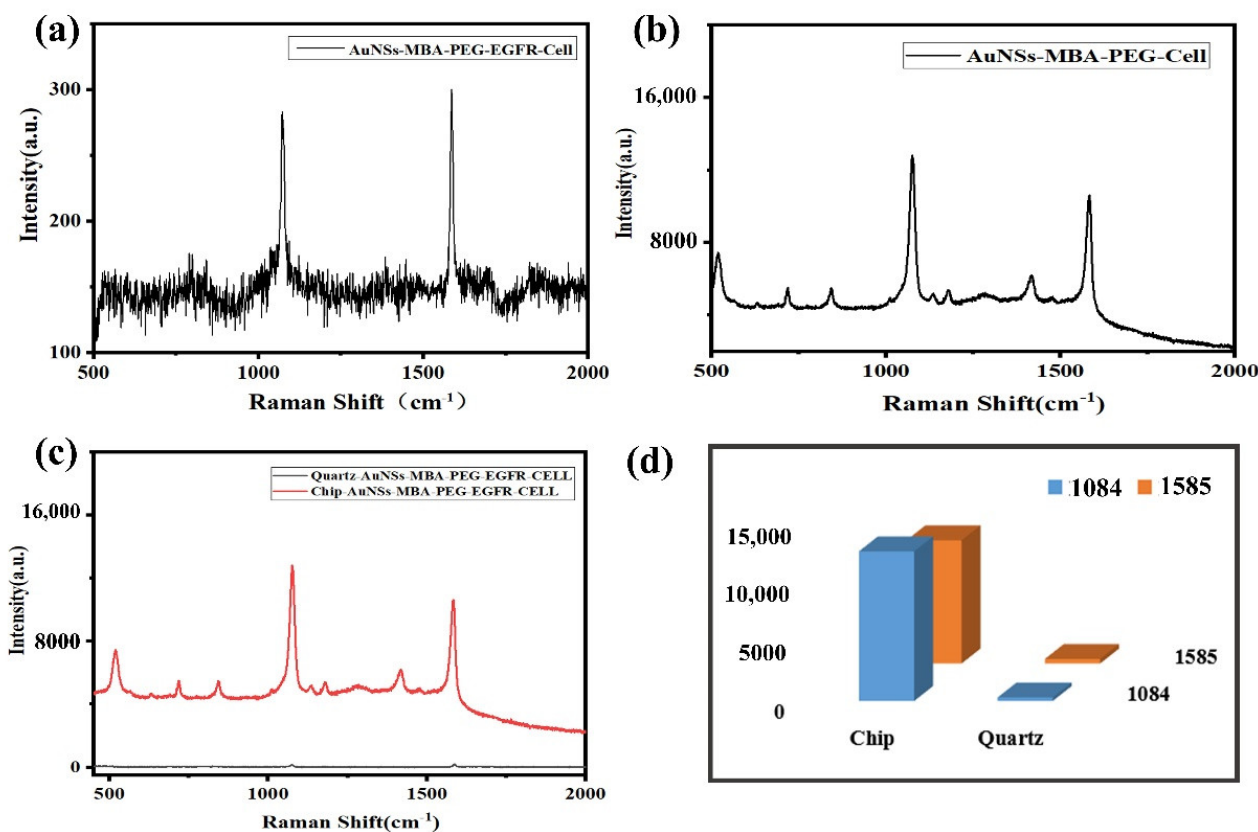 (a)
AuNSs-MBA-PEG-EGFR-Cell
300
200
100
Intensity(a.u.)
500
1000
1500
2000
Raman Shift（cm-1）
(b)
AuNSs-MBA-PEG-Cell
16,000
8000
Intensity(a.u.)
500
1000
1500
2000
Raman Shift(cm-1)
(c)
Quartz-AuNSs-MBA-PEG-EGFR-CELL
Chip-AuNSs-MBA-PEG-EGFR-CELL
16,000
8000
0
Intensity(a.u.)
500
1000
1500
2000
Raman Shift(cm-1)
(d)
1084
1585
15,000
10,000
5000
0
1585
1084
Chip
Quartz